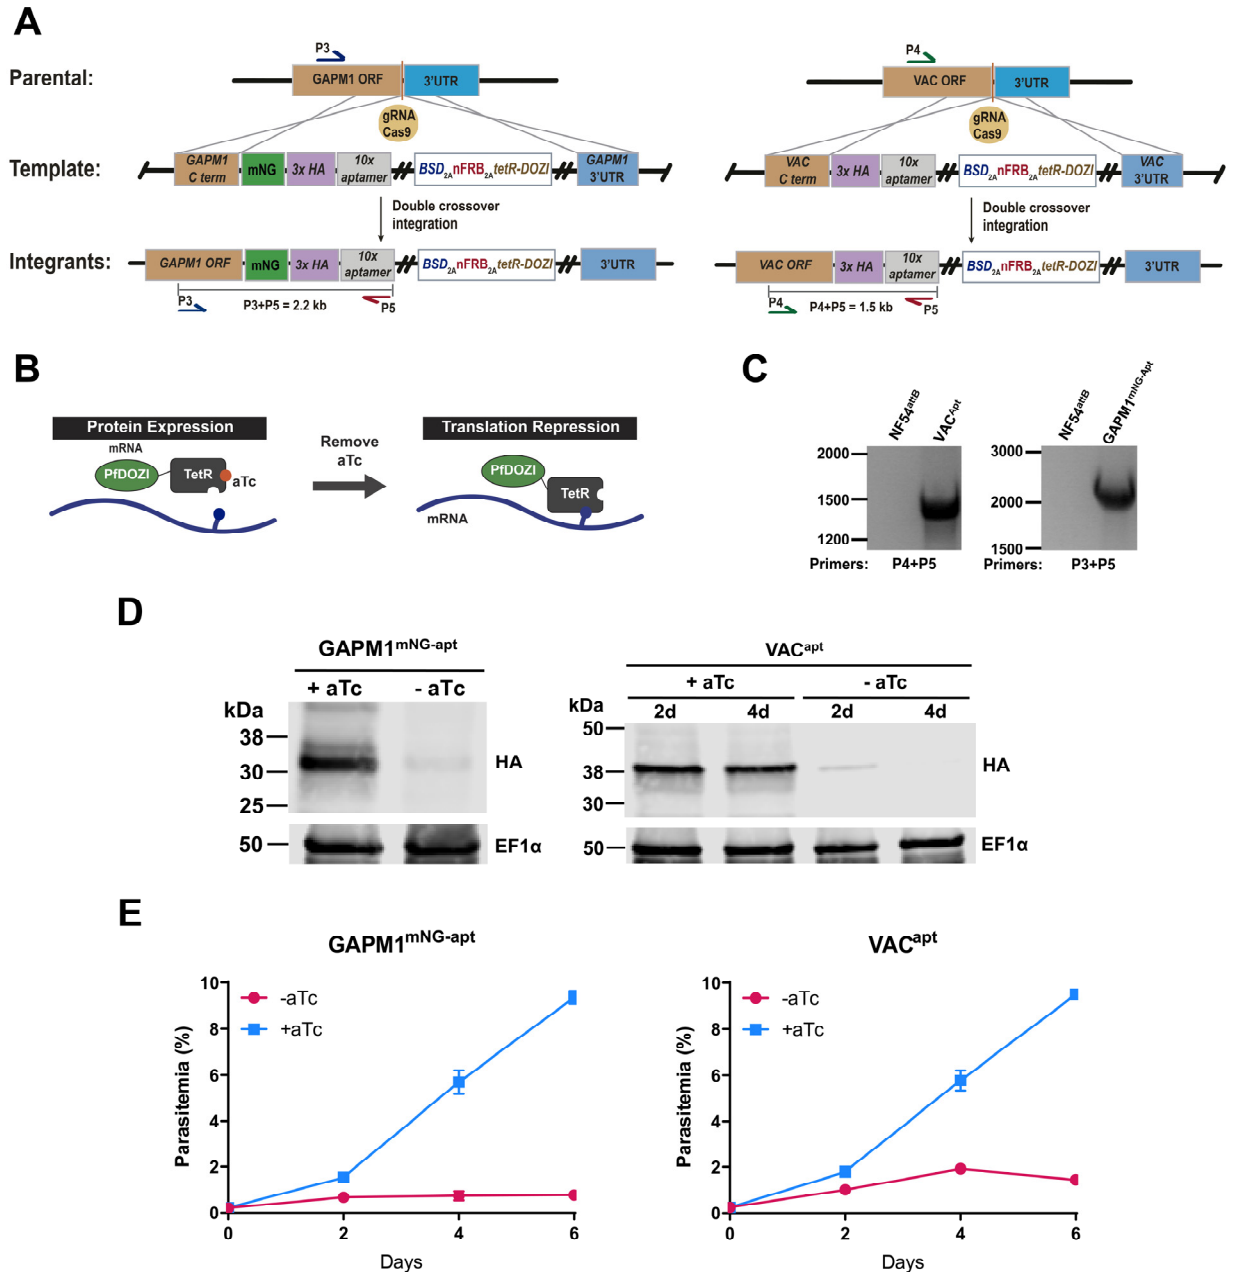 A
Parental:
P3
GAPM1 ORF
3'UTR
gRNA
Cas9
P4
VAC ORF
3'UTR
gRNA
Cas9
Template:
GAPM1
C term
mNG
3x HA
10x
aptamer
BSD2AnFRB2AtetR-DOZI
GAPM1
3'UTR
VAC
C term
3x HA
10x
aptamer
BSD2AnFRB2AtetR-DOZI
VAC
3'UTR
Double crossover
integration
Double crossover
integration
Integrants:
GAPM1 ORF
mNG
3x HA
10x
aptamer
BSD2AnFRB2AtetR-DOZI
3'UTR
P3
P3+P5 = 2.2 kb
P5
VAC ORF
3x HA
10x
aptamer
BSD2AnFRB2AtetR-DOZI
3'UTR
P4
P4+P5 = 1.5 kb
P5
B
Protein Expression
mRNA
PfDOZI
TetR
aTc
Remove
aTc
Translation Repression
PfDOZI
TetR
mRNA
C
NF54attB
VACApt
2000
1500
1200
Primers:
P4+P5
NF54attB
GAPM1mNG-Apt
3000
2000
1500
Primers:
P3+P5
D
GAPM1mNG-apt
+ aTc
- aTc
kDa
38
30
25
HA
50
EF1α
VACapt
+ aTc
- aTc
kDa
2d
4d
2d
4d
50
38
30
HA
50
EF1α
E
GAPM1mNG-apt
-aTc
+aTc
Parasitemia (%)
10
8
6
4
2
0
0
2
4
6
Days
VACapt
-aTc
+aTc
Parasitemia (%)
10
8
6
4
2
0
0
2
4
6
Days